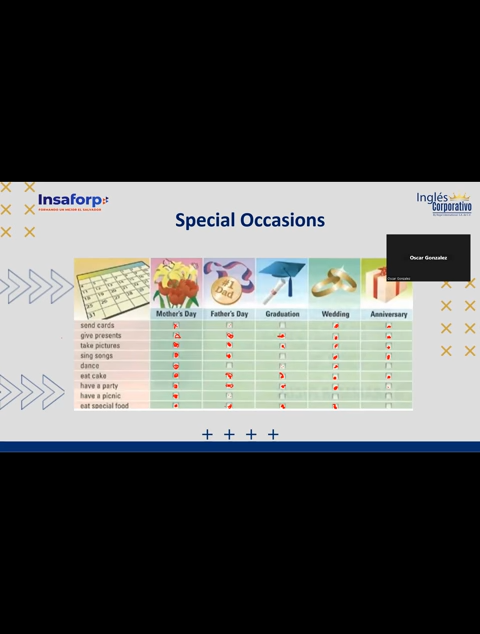 Insaforp
FORMANDO UN MEJOR EL SALVADOR
Inglés
Corporativo
Special Occasions
Oscar Gonzalez
Oscar Gonzalez
#1
Dad
Mother's Day Father's Day Graduation Wedding Anniversary
send cards
give presents
take pictures
sing songs
dance
eat cake
have a party
have a picnic
eat special food